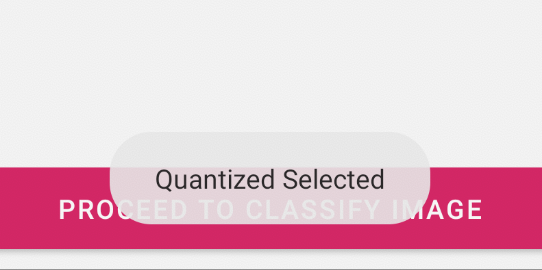 Quantized Selected
PROCEED TO CLASSIFY IMAGE